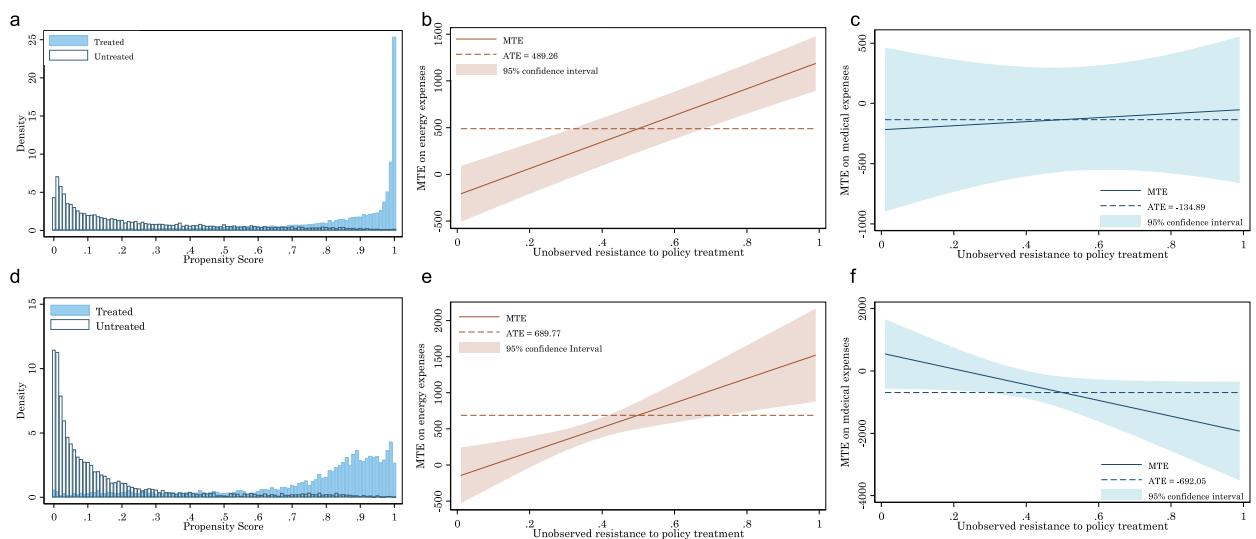 a
25
20
15
10
5
0
Density
Treated
Untreated
0 .1 .2 .3 .4 .5 .6 .7 .8 .9 1
Propensity Score
b
1500
1000
500
0
-500
MTE on energy expenses
MTE
ATE = 489.26
95% confidence interval
0 .2 .4 .6 .8 1
Unobserved resistance to policy treatment
c
500
0
-500
-1000
MTE on medical expenses
MTE
ATE = -134.89
95% confidence interval
0 .2 .4 .6 .8 1
Unobserved resistance to policy treatment
d
15
10
5
0
Density
Treated
Untreated
0 .1 .2 .3 .4 .5 .6 .7 .8 .9 1
Propensity Score
e
2000
1500
1000
500
0
-500
MTE on energy expenses
MTE
ATE = 689.77
95% confidence Interval
0 .2 .4 .6 .8 1
Unobserved resistance to policy treatment
f
2000
0
-2000
-4000
MTE on mdeical expenses
MTE
ATE = -692.05
95% confidence interval
0 .2 .4 .6 .8 1
Unobserved resistance to policy treatment